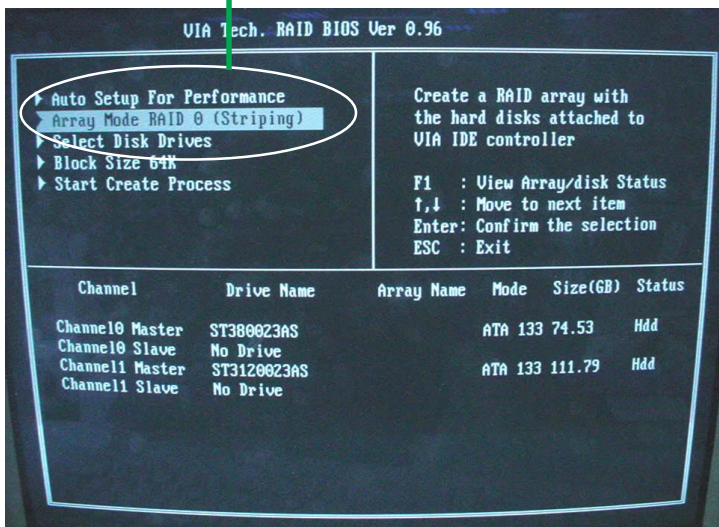 VIA Tech. RAID BIOS Ver 0.96
Auto Setup For Performance
Array Mode RAID 0 (Striping)
Select Disk Drives
Block Size 64K
Start Create Process
Create a RAID array with
the hard disks attached to
VIA IDE controller
F1 : View Array/disk Status
↑,↓ : Move to next item
Enter: Confirm the selection
ESC : Exit
Channel Drive Name Array Name Mode Size(GB) Status
Channel0 Master ST380023AS ATA 133 74.53 Hdd
Channel0 Slave No Drive
Channel1 Master ST3120023AS ATA 133 111.79 Hdd
Channel1 Slave No Drive